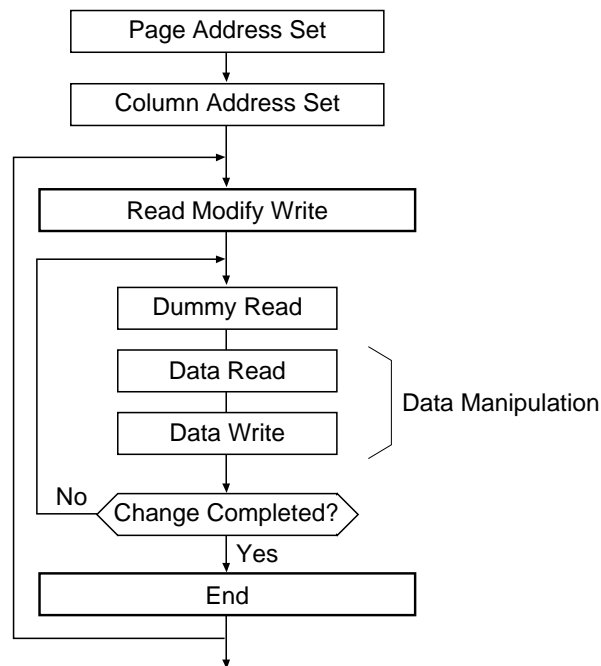 Page Address Set
Column Address Set
Read Modify Write
Dummy Read
Data Read
Data Manipulation
Data Write
No
Change Completed?
Yes
End